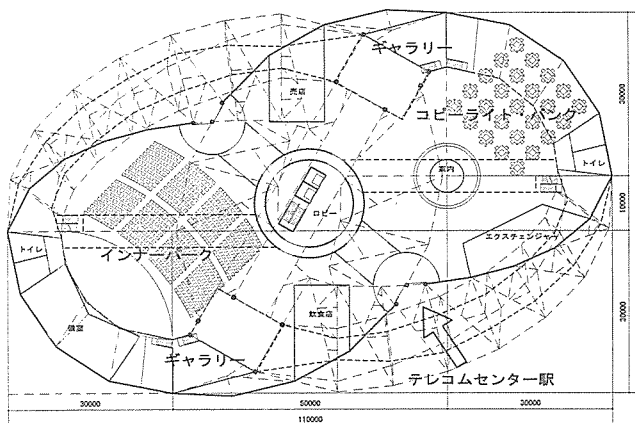 ギャラリー
売店
コピーライト・バンク
トイレ
案内
ロビー
エクスチェンジャー
インナーパーク
トイレ
飲食店
ギャラリー
テレコムセンター駅
30000
50000
30000
110000
10000